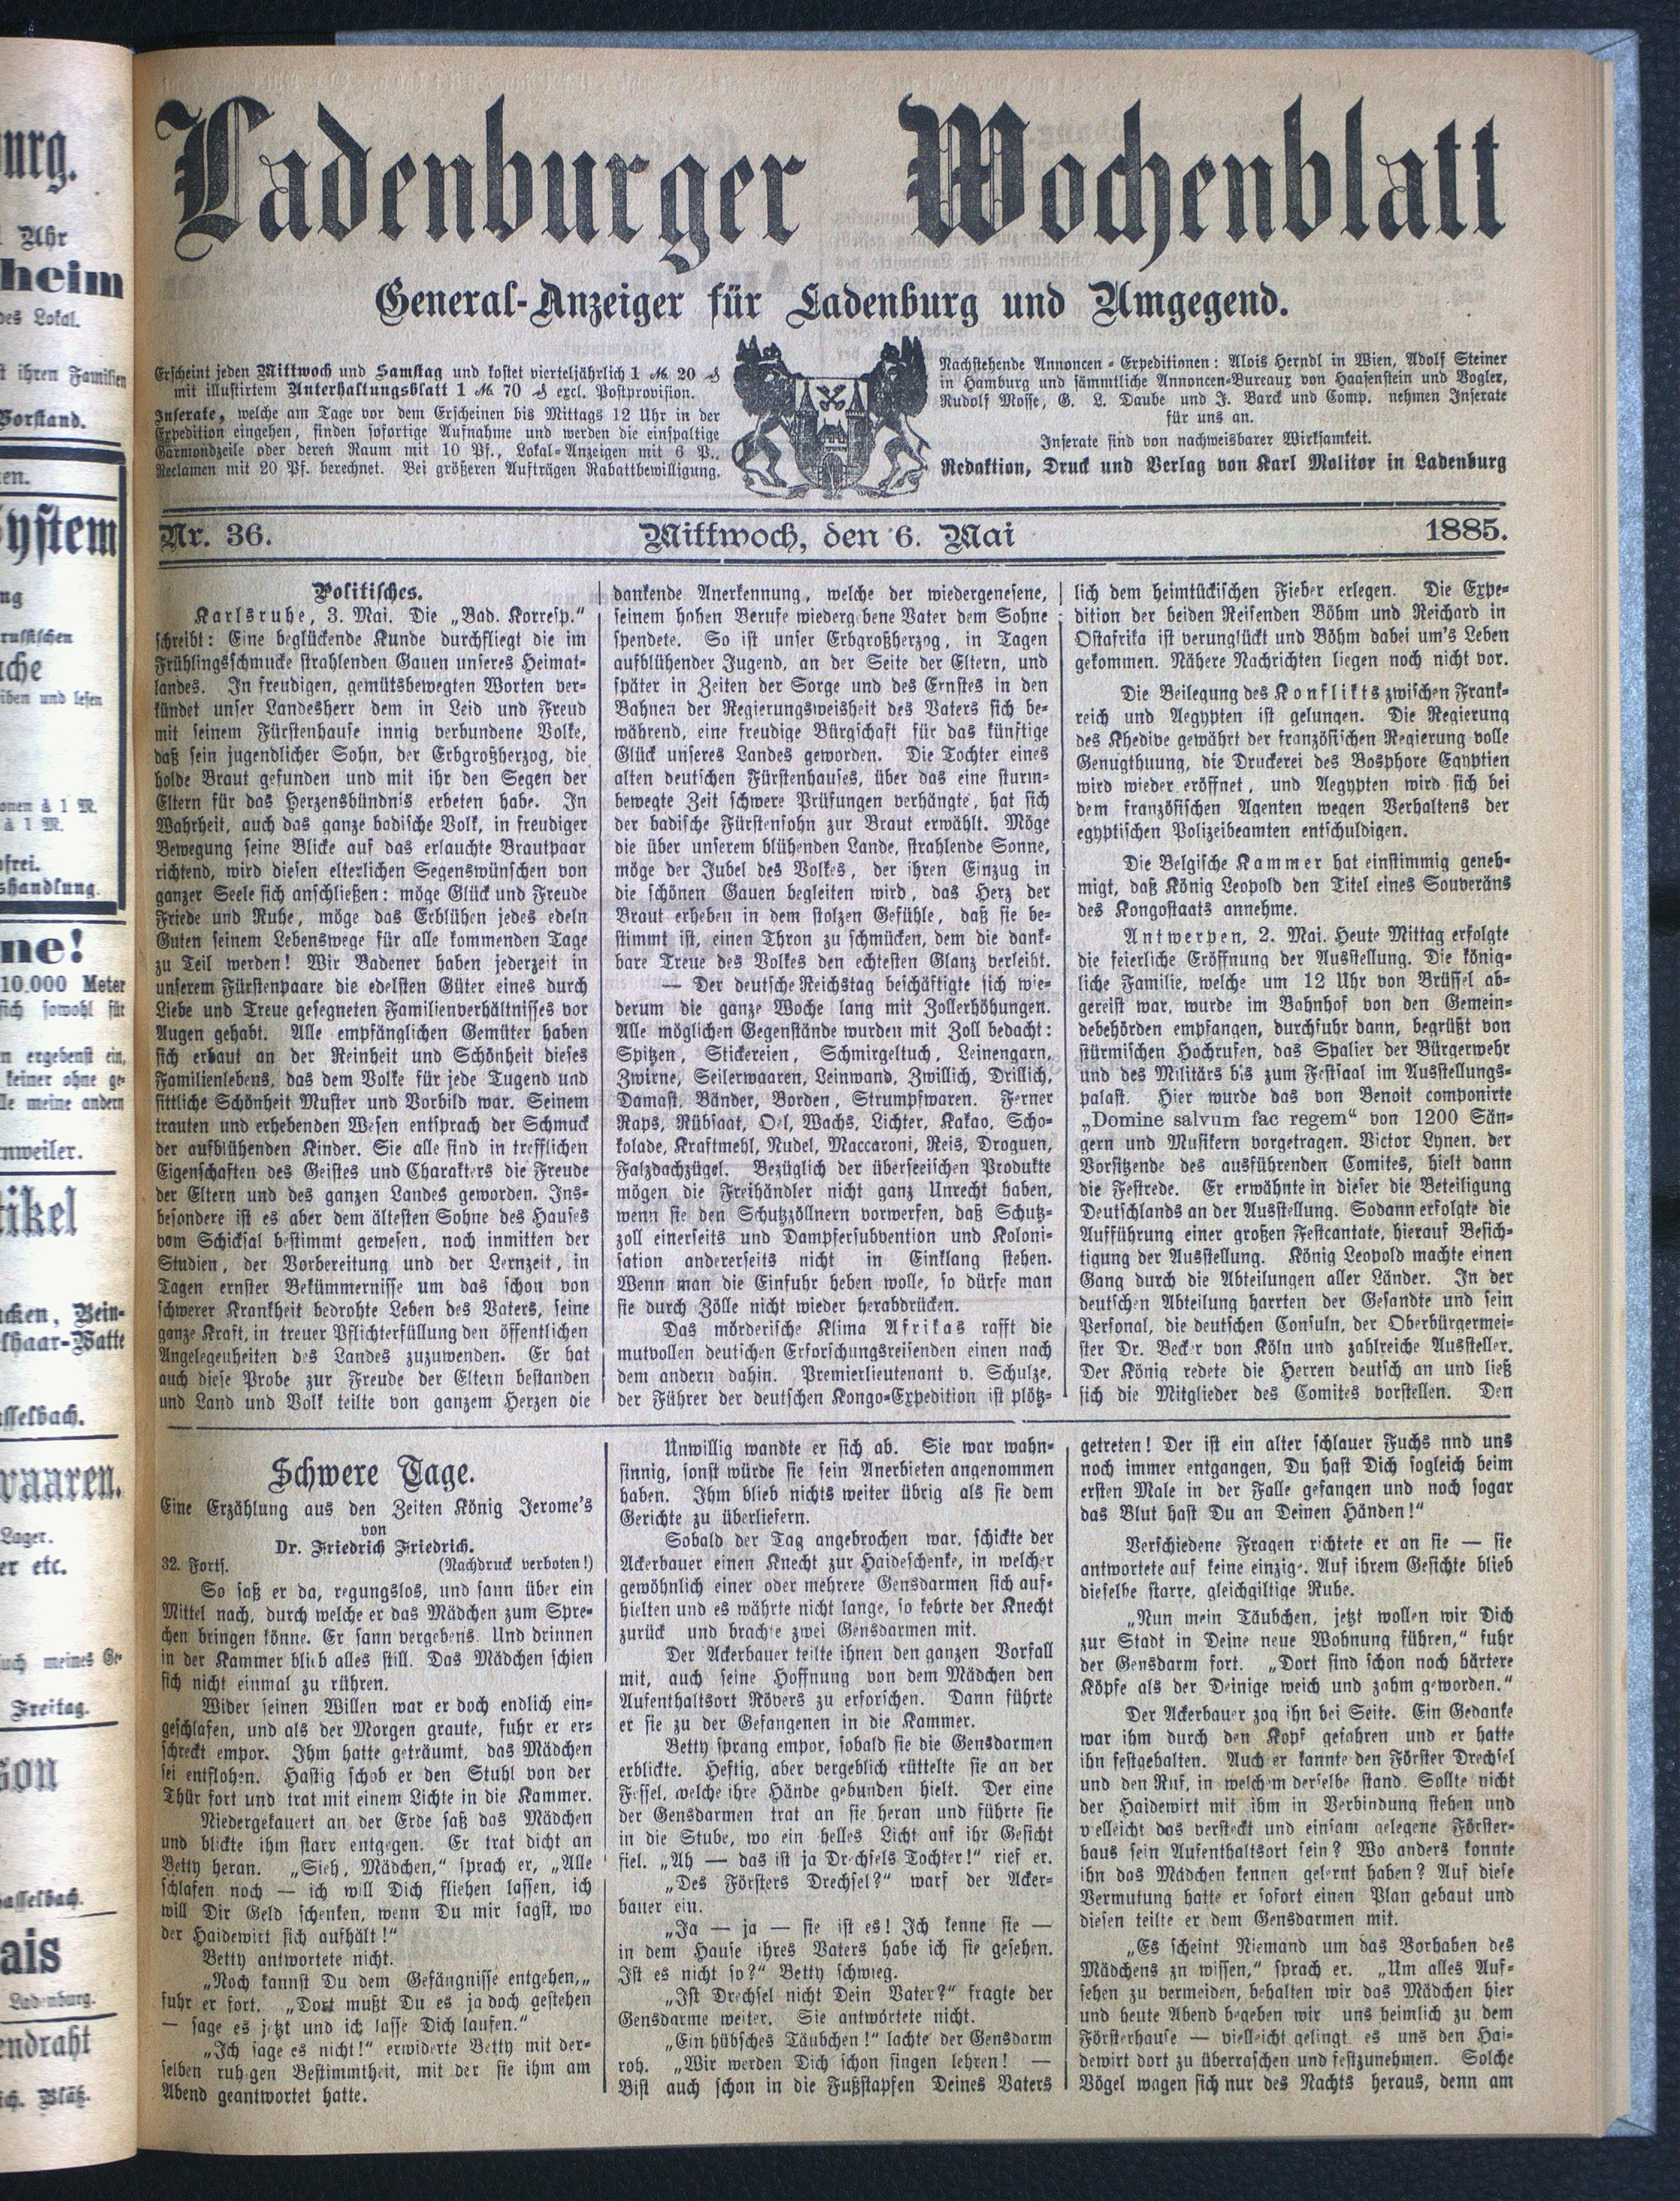 Ladenburger Wochenblatt
General-Anzeiger für Ladenburg und Umgegend.
Erscheint jeden Mittwoch und Samstag und kostet vierteljährlich 1 M. 20 ₰
mit illustirtem Unterhaltungsblatt 1 M. 70 ₰ excl. Postprovision.
Inserate, welche am Tage vor dem Erscheinen bis Mittags 12 Uhr in der
Expedition eingehen, finden sofortige Aufnahme und werden die einspaltige
Garmondzeile oder deren Raum mit 10 Pf., Lokal-Anzeigen mit 6 P.,
Reclamen mit 20 Pf. berechnet. Bei größeren Aufträgen Rabattbewilligung.
Nachstehende Annoncen-Expeditionen: Alois Herndl in Wien, Adolf Steiner
in Hamburg und sämmtliche Annoncen-Bureaux von Haasenstein und Vogler,
Rudolf Mosse, G. L. Daube und J. Barck und Comp. nehmen Inserate
für uns an.
Inserate sind von nachweisbarer Wirksamkeit.
Redaktion, Druck und Verlag von Karl Molitor in Ladenburg
Nr. 36.
Mittwoch, den 6. Mai
1885.
Politisches.
Karlsruhe, 3. Mai. Die „Bad. Korresp.“
schreibt: Eine beglückende Kunde durchfliegt die im
Frühlingsschmucke strahlenden Gauen unseres Heimat-
landes. In freudigen, gemütsbewegten Worten ver-
kündet unser Landesherr dem in Leid und Freud
mit seinem Fürstenhause innig verbundene Volke,
daß sein jugendlicher Sohn, der Erbgroßherzog, die
holde Braut gefunden und mit ihr den Segen der
Eltern für das Herzensbündnis erbeten habe. In
Wahrheit, auch das ganze badische Volk, in freudiger
Bewegung seine Blicke auf das erlauchte Brautpaar
richtend, wird diesen elterlichen Segenswünschen von
ganzer Seele sich anschließen: möge Glück und Freude
Friede und Ruhe, möge das Erblühen jedes edeln
Guten seinem Lebenswege für alle kommenden Tage
zu Teil werden! Wir Badener haben jederzeit in
unserem Fürstenpaare die edelsten Güter eines durch
Liebe und Treue gesegneten Familienverhältnisses vor
Augen gehabt. Alle empfänglichen Gemüter haben
sich erbaut an der Reinheit und Schönheit dieses
Familienlebens, das dem Volke für jede Tugend und
sittliche Schönheit Muster und Vorbild war. Seinem
trauten und erhebenden Wesen entsprach der Schmuck
der aufblühenden Kinder. Sie alle sind in trefflichen
Eigenschaften des Geistes und Charakters die Freude
der Eltern und des ganzen Landes geworden. Ins-
besondere ist es aber dem ältesten Sohne des Hauses
vom Schicksal bestimmt gewesen, noch inmitten der
Studien, der Vorbereitung und der Lernzeit, in
Tagen ernster Bekümmernisse um das schon von
schwerer Krankheit bedrohte Leben des Vaters, seine
ganze Kraft, in treuer Pflichterfüllung den öffentlichen
Angelegenheiten des Landes zuzuwenden. Er hat
auch diese Probe zur Freude der Eltern bestanden
und Land und Volk teilte von ganzem Herzen die
dankende Anerkennung, welche der wiedergenesene,
seinem hohen Berufe wiedergebene Vater dem Sohne
spendete. So ist unser Erbgroßherzog, in Tagen
aufblühender Jugend, an der Seite der Eltern, und
später in Zeiten der Sorge und des Ernstes in den
Bahnen der Regierungsweisheit des Vaters sich be-
während, eine freudige Bürgschaft für das künftige
Glück unseres Landes geworden. Die Tochter eines
alten deutschen Fürstenhauses, über das eine sturm-
bewegte Zeit schwere Prüfungen verhängte, hat sich
der badische Fürstensohn zur Braut erwählt. Möge
die über unserem blühenden Lande, strahlende Sonne,
möge der Jubel des Volkes, der ihren Einzug in
die schönen Gauen begleiten wird, das Herz der
Braut erheben in dem stolzen Gefühle, daß sie be-
stimmt ist, einen Thron zu schmücken, dem die dank-
bare Treue des Volkes den echtesten Glanz verleiht.
— Der deutsche Reichstag beschäftigte sich wie-
derum die ganze Woche lang mit Zollerhöhungen.
Alle möglichen Gegenstände wurden mit Zoll bedacht:
Spitzen, Stickereien, Schmirgeltuch, Leinengarn,
Zwirne, Seilerwaaren, Leinwand, Zwillich, Drillich,
Damast, Bänder, Borden, Strumpfwaren. Ferner
Raps, Rübsaat, Oel, Wachs, Lichter, Kakao, Scho-
kolade, Kraftmehl, Nudel, Maccaroni, Reis, Droguen,
Falzdachzügel. Bezüglich der überseeischen Produkte
mögen die Freihändler nicht ganz Unrecht haben,
wenn sie den Schutzzöllnern vorwerfen, daß Schutz-
zoll einerseits und Dampfersubvention und Koloni-
sation andererseits nicht in Einklang stehen.
Wenn man die Einfuhr heben wolle, so dürfe man
sie durch Zölle nicht wieder herabdrücken.
Das mörderische Klima Afrikas rafft die
mutvollen deutschen Erforschungsreisenden einen nach
dem andern dahin. Premierlieutenant v. Schulze,
der Führer der deutschen Kongo-Expedition ist plötz-
lich dem heimtückischen Fieber erlegen. Die Expe-
dition der beiden Reisenden Böhm und Reichard in
Ostafrika ist verunglückt und Böhm dabei um's Leben
gekommen. Nähere Nachrichten liegen noch nicht vor.
Die Beilegung des Konflikts zwischen Frank-
reich und Aegypten ist gelungen. Die Regierung
des Khedive gewährt der französischen Regierung volle
Genugthuung, die Druckerei des Bosphore Egyptien
wird wieder eröffnet, und Aegypten wird sich bei
dem französischen Agenten wegen Verhaltens der
egyptischen Polizeibeamten entschuldigen.
Die Belgische Kammer hat einstimmig geneh-
migt, daß König Leopold den Titel eines Souveräns
des Kongostaats annehme.
Antwerpen, 2. Mai. Heute Mittag erfolgte
die feierliche Eröffnung der Ausstellung. Die könig-
liche Familie, welche um 12 Uhr von Brüssel ab-
gereist war, wurde im Bahnhof von den Gemein-
debehörden empfangen, durchfuhr dann, begrüßt von
stürmischen Hochrufen, das Spalier der Bürgerwehr
und des Militärs bis zum Festsaal im Ausstellungs-
palast. Hier wurde das von Benoit componirte
„Domine salvum fac regem“ von 1200 Sän-
gern und Musikern vorgetragen. Victor Lynen, der
Vorsitzende des ausführenden Comites, hielt dann
die Festrede. Er erwähnte in dieser die Beteiligung
Deutschlands an der Ausstellung. Sodann erfolgte die
Aufführung einer großen Festcantate, hierauf Besich-
tigung der Ausstellung. König Leopold machte einen
Gang durch die Abteilungen aller Länder. In der
deutschen Abteilung harrten der Gesandte und sein
Personal, die deutschen Consuln, der Oberbürgermei-
ster Dr. Becker von Köln und zahlreiche Aussteller.
Der König redete die Herren deutsch an und ließ
sich die Mitglieder des Comites vorstellen. Den
Schwere Tage.
Eine Erzählung aus den Zeiten König Jerome's
von
Dr. Friedrich Friedrich.
32. Forts. (Nachdruck verboten!)
So saß er da, regungslos, und sann über ein
Mittel nach, durch welche er das Mädchen zum Spre-
chen bringen könne. Er sann vergebens. Und drinnen
in der Kammer blieb alles still. Das Mädchen schien
sich nicht einmal zu rühren.
Wider seinen Willen war er doch endlich ein-
geschlafen, und als der Morgen graute, fuhr er er-
schreckt empor. Ihm hatte geträumt, das Mädchen
sei entflohen. Hastig schob er den Stuhl von der
Thür fort und trat mit einem Lichte in die Kammer.
Niedergekauert an der Erde saß das Mädchen
und blickte ihm starr entgegen. Er trat dicht an
Betty heran. „Sieh, Mädchen,“ sprach er, „Alle
schlafen noch — ich will Dich fliehen lassen, ich
will Dir Geld schenken, wenn Du mir sagst, wo
der Haidewirt sich aufhält!“
Betty antwortete nicht.
„Noch kannst Du dem Gefängnisse entgehen,„
fuhr er fort. „Dort mußt Du es ja doch gestehen
— sage es jetzt und ich lasse Dich laufen.“
„Ich sage es nicht!“ erwiderte Betty mit der-
selben ruhigen Bestimmtheit, mit der sie ihm am
Abend geantwortet hatte.
Unwillig wandte er sich ab. Sie war wahn-
sinnig, sonst würde sie sein Anerbieten angenommen
haben. Ihm blieb nichts weiter übrig als sie dem
Gerichte zu überliefern.
Sobald der Tag angebrochen war, schickte der
Ackerbauer einen Knecht zur Haideschenke, in welcher
gewöhnlich einer oder mehrere Gensdarmen sich auf-
hielten und es währte nicht lange, so kehrte der Knecht
zurück und brachte zwei Gensdarmen mit.
Der Ackerbauer teilte ihnen den ganzen Vorfall
mit, auch seine Hoffnung von dem Mädchen den
Aufenthaltsort Rövers zu erforschen. Dann führte
er sie zu der Gefangenen in die Kammer.
Betty sprang empor, sobald sie die Gensdarmen
erblickte. Heftig, aber vergeblich rüttelte sie an der
Fessel, welche ihre Hände gebunden hielt. Der eine
der Gensdarmen trat an sie heran und führte sie
in die Stube, wo ein helles Licht auf ihr Gesicht
fiel. „Ah — das ist ja Drechsels Tochter!“ rief er.
„Des Försters Drechsel?“ warf der Acker-
bauer ein.
„Ja — ja — sie ist es! Ich kenne sie —
in dem Hause ihres Vaters habe ich sie gesehen.
Ist es nicht so?“ Betty schwieg.
„Ist Drechsel nicht Dein Vater?“ fragte der
Gensdarme weiter. Sie antwortete nicht.
„Ein hübsches Täubchen!“ lachte der Gensdarm
roh. „Wir werden Dich schon singen lehren! —
Bist auch schon in die Fußstapfen Deines Vaters
getreten! Der ist ein alter schlauer Fuchs nnd uns
noch immer entgangen, Du hast Dich sogleich beim
ersten Male in der Falle gefangen und noch sogar
das Blut hast Du an Deinen Händen!“
Verschiedene Fragen richtete er an sie — sie
antwortete auf keine einzige. Auf ihrem Gesichte blieb
dieselbe starre, gleichgiltige Ruhe.
„Nun mein Täubchen, jetzt wollen wir Dich
zur Stadt in Deine neue Wohnung führen,“ fuhr
der Gensdarm fort. „Dort sind schon noch härtere
Köpfe als der Deinige weich und zahm geworden.“
Der Ackerbauer zog ihn bei Seite. Ein Gedanke
war ihm durch den Kopf gefahren und er hatte
ihn festgehalten. Auch er kannte den Förster Drechsel
und den Ruf, in welchem derselbe stand. Sollte nicht
der Haidewirt mit ihm in Verbindung stehen und
vielleicht das versteckt und einsam gelegene Förster-
haus sein Aufenthaltsort sein? Wo anders konnte
ihn das Mädchen kennen gelernt haben? Auf diese
Vermutung hatte er sofort einen Plan gebaut und
diesen teilte er dem Gensdarmen mit.
„Es scheint Niemand um das Vorhaben des
Mädchens zn wissen,“ sprach er. „Um alles Auf-
sehen zu vermeiden, behalten wir das Mädchen hier
und heute Abend begeben wir uns heimlich zu dem
Försterhause — vielleicht gelingt es uns den Hai-
dewirt dort zu überraschen und festzunehmen. Solche
Vögel wagen sich nur des Nachts heraus, denn am